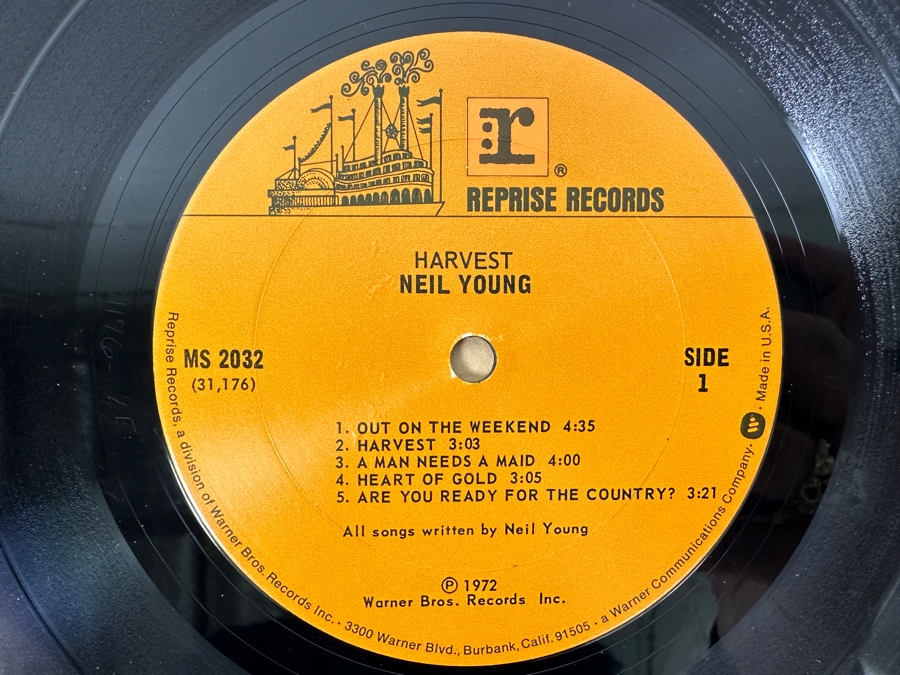 r
®
REPRISE RECORDS
HARVEST
NEIL YOUNG
MS 2032
(31,176)
SIDE
1
1. OUT ON THE WEEKEND 4:35
2. HARVEST 3:03
3. A MAN NEEDS A MAID 4:00
4. HEART OF GOLD 3:05
5. ARE YOU READY FOR THE COUNTRY? 3:21
All songs written by Neil Young
℗ 1972
Warner Bros. Records Inc.
Reprise Records, a division of Warner Bros. Records Inc. • 3300 Warner Blvd., Burbank, Calif. 91505 • a Warner Communications Company • Made in U.S.A.